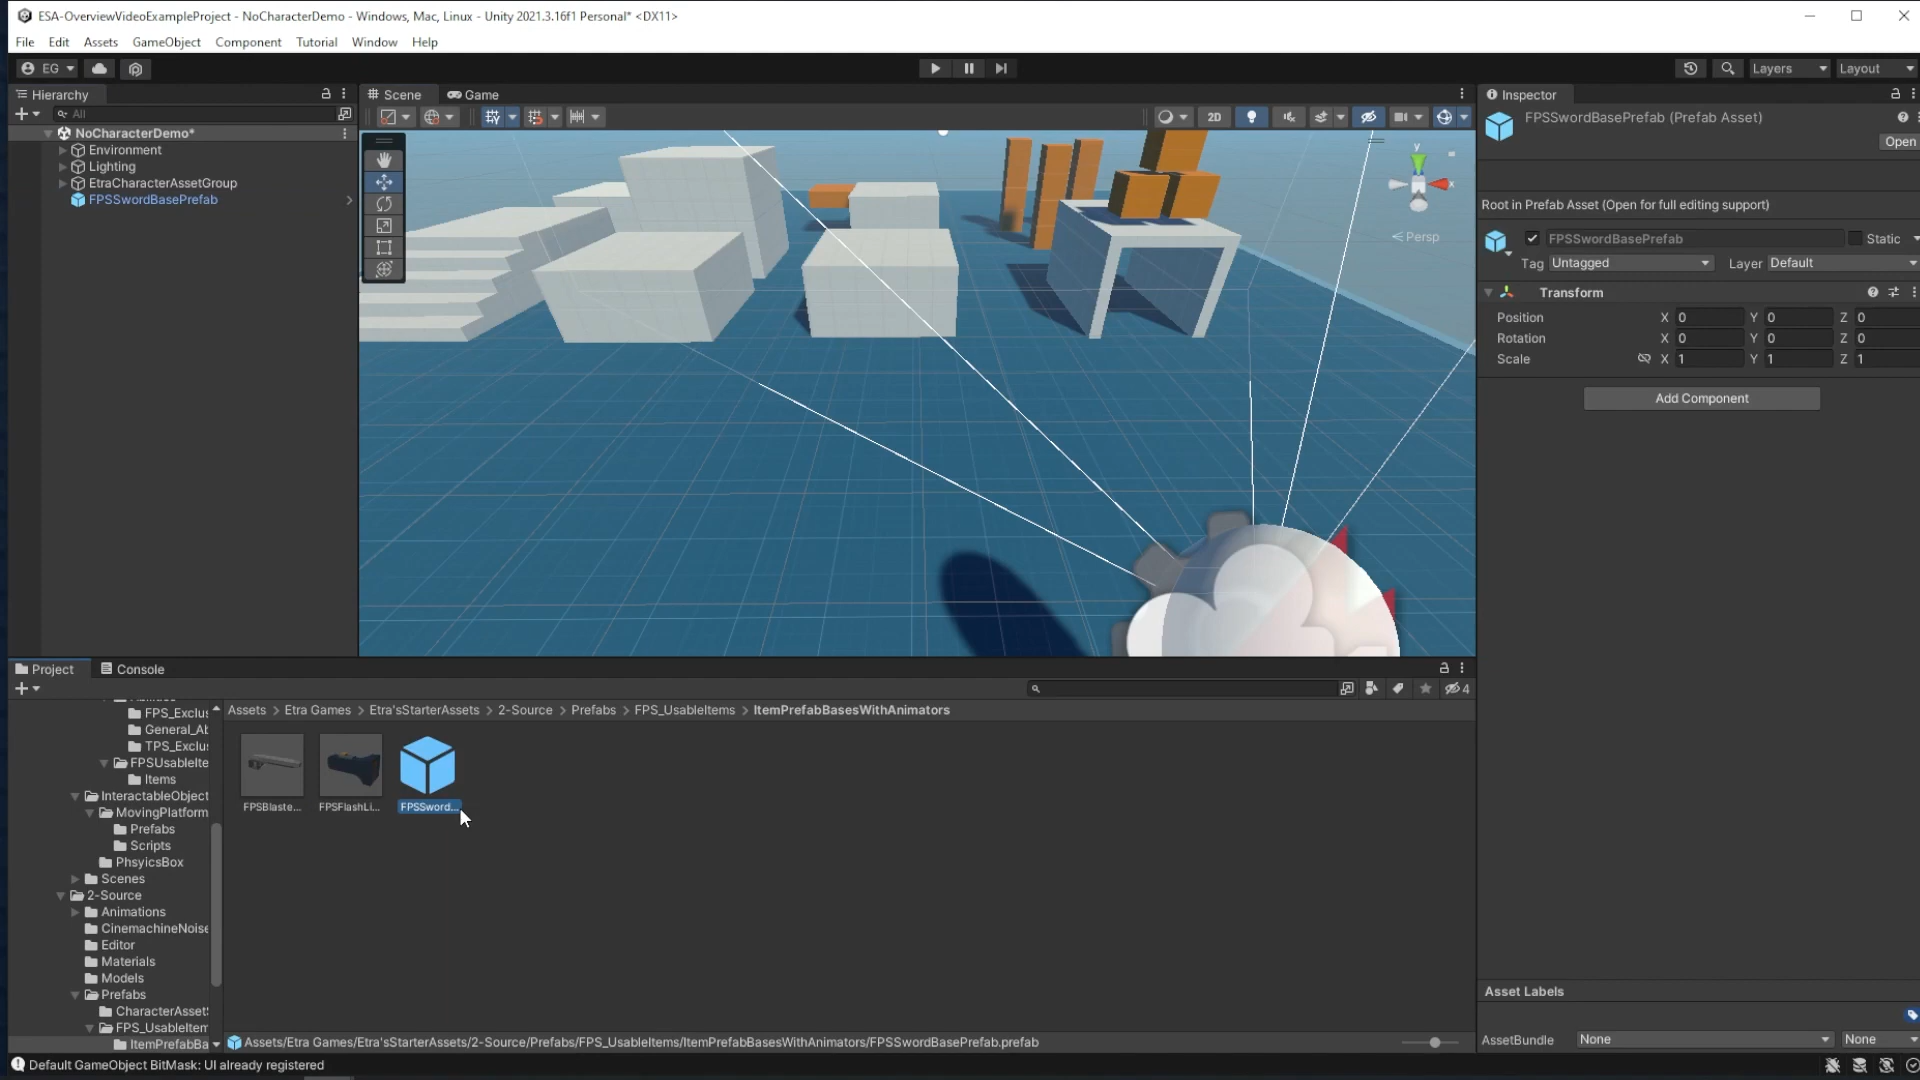 ESA-OverviewVideoExampleProject - NoCharacterDemo - Windows, Mac, Linux - Unity 2021.3.16f1 Personal* <DX11>
File Edit Assets GameObject Component Tutorial Window Help
EG Layers Layout
Hierarchy
All
NoCharacterDemo*
Environment
Lighting
EtraCharacterAssetGroup
FPSSwordBasePrefab
Scene Game
2D
y
x
Persp
Inspector
FPSSwordBasePrefab (Prefab Asset)
Open
Root in Prefab Asset (Open for full editing support)
FPSSwordBasePrefab Static
Tag Untagged Layer Default
Transform
Position X 0 Y 0 Z 0
Rotation X 0 Y 0 Z 0
Scale X 1 Y 1 Z 1
Add Component
Project Console
4
FPS_Exclus
General_Ab
TPS_Exclus
FPSUsableIte
Items
InteractableObject
MovingPlatform
Prefabs
Scripts
PhsyicsBox
Scenes
2-Source
Animations
CinemachineNoise
Editor
Materials
Models
Prefabs
CharacterAssetS
FPS_UsableItem
ItemPrefabBa
Assets > Etra Games > Etra'sStarterAssets > 2-Source > Prefabs > FPS_UsableItems > ItemPrefabBasesWithAnimators
FPSBlaste... FPSFlashLi... FPSSword...
Assets/Etra Games/Etra'sStarterAssets/2-Source/Prefabs/FPS_UsableItems/ItemPrefabBasesWithAnimators/FPSSwordBasePrefab.prefab
Asset Labels
AssetBundle None None
Default GameObject BitMask: UI already registered